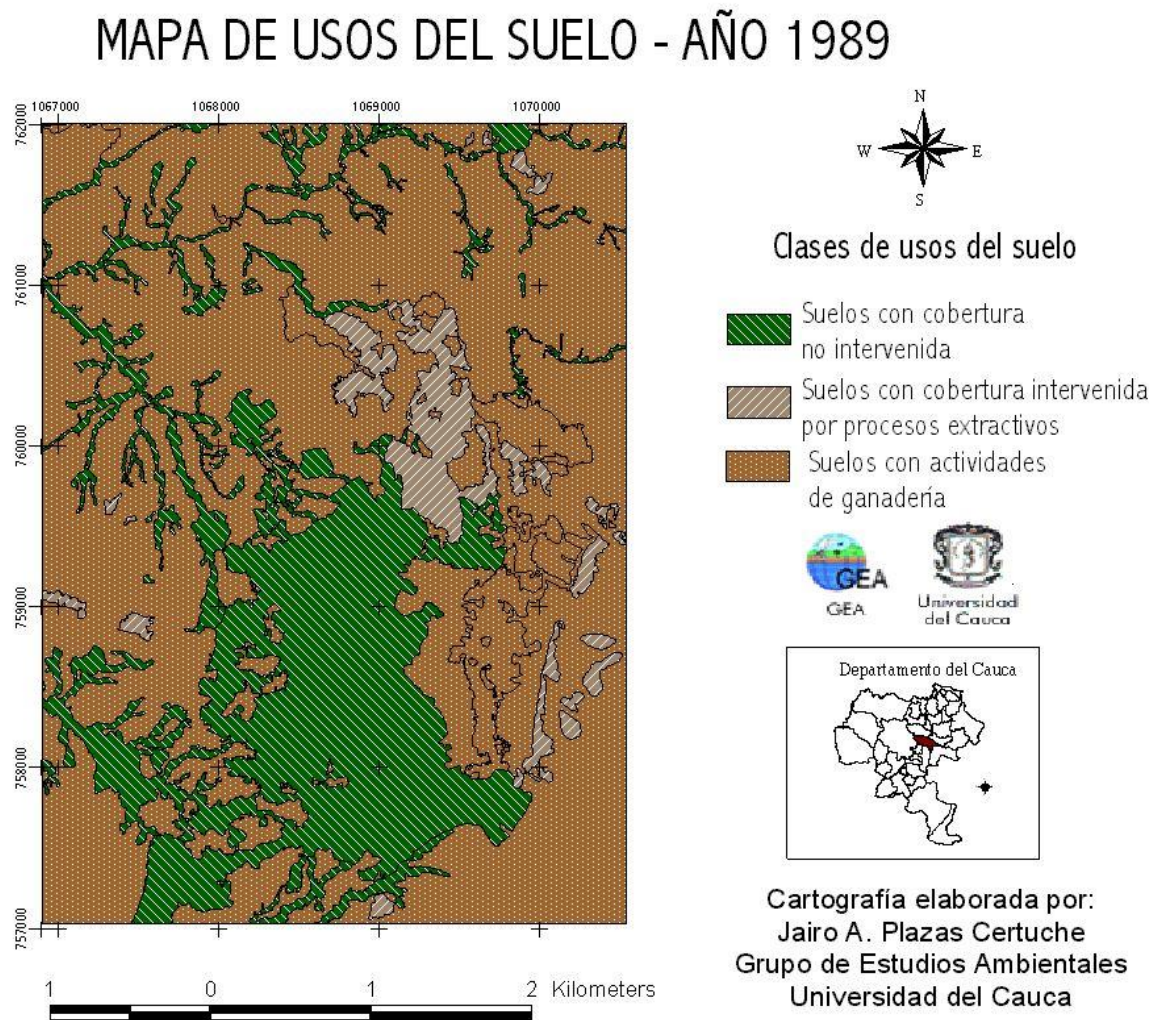 MAPA DE USOS DEL SUELO - AÑO 1989
1067000 1068000 1069000 1070000
762000
761000
760000
759000
758000
757000
N
W E
S
Clases de usos del suelo
Suelos con cobertura
no intervenida
Suelos con cobertura intervenida
por procesos extractivos
Suelos con actividades
de ganadería
GEA
GEA
Universidad
del Cauca
Departamento del Cauca
Cartografía elaborada por:
Jairo A. Plazas Certuche
Grupo de Estudios Ambientales
Universidad del Cauca
1 0 1 2 Kilometers